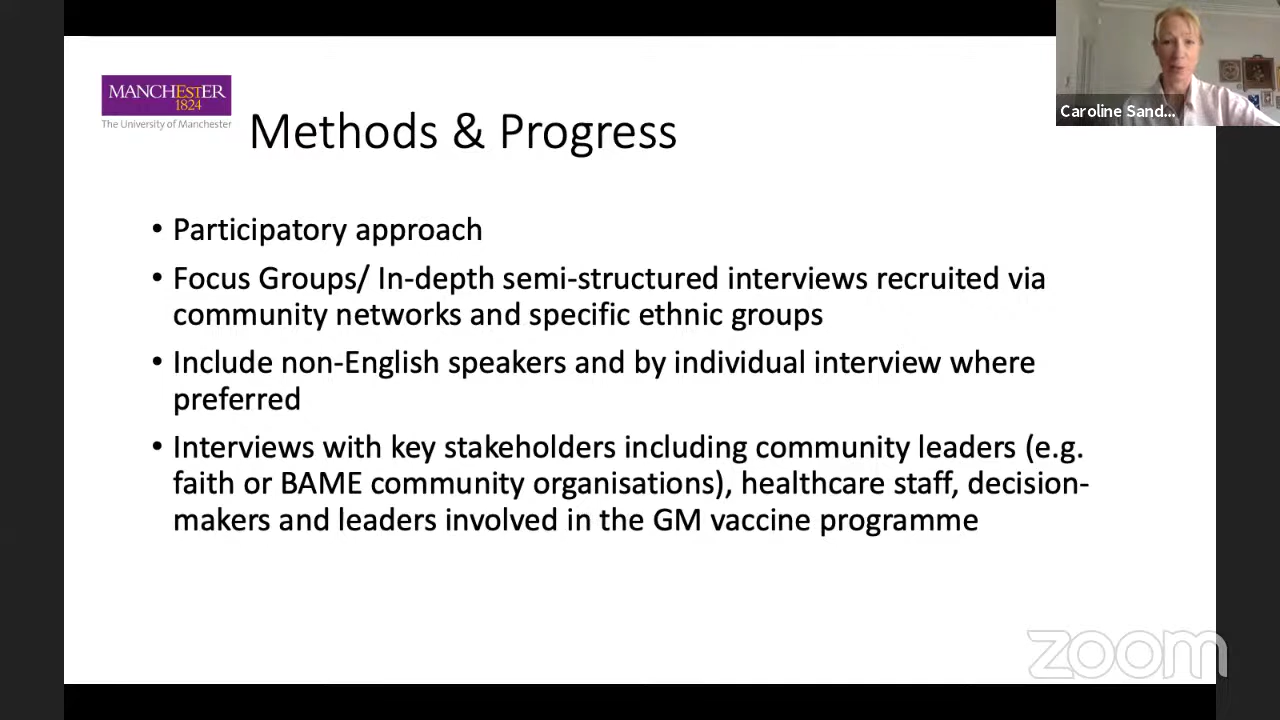 MANCHESTER
1824
The University of Manchester
Methods & Progress
Caroline Sand...
• Participatory approach
• Focus Groups/ In-depth semi-structured interviews recruited via
community networks and specific ethnic groups
• Include non-English speakers and by individual interview where
preferred
• Interviews with key stakeholders including community leaders (e.g.
faith or BAME community organisations), healthcare staff, decision-
makers and leaders involved in the GM vaccine programme
zoom